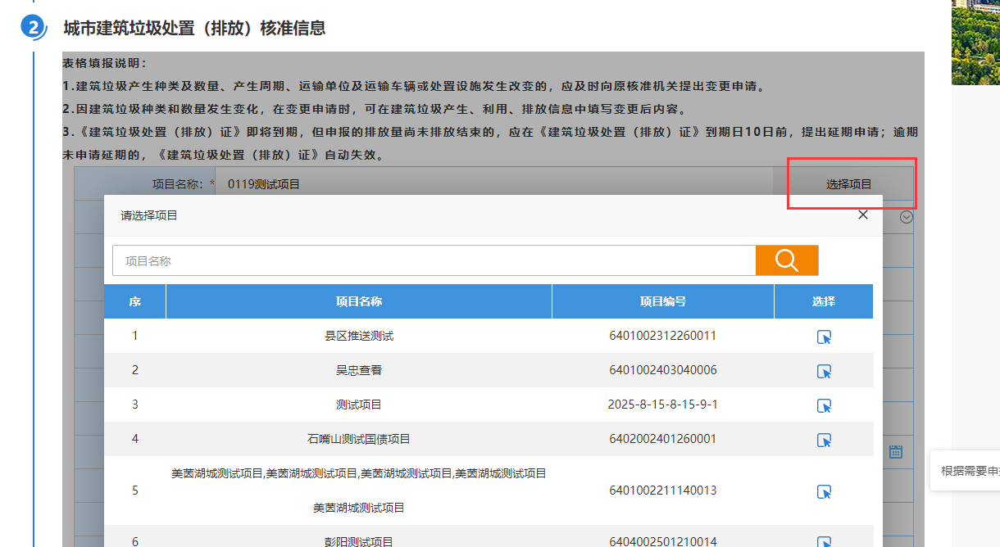 2 城市建筑垃圾处置（排放）核准信息
表格填报说明：
1.建筑垃圾产生种类及数量、产生周期、运输单位及运输车辆或处置设施发生改变的，应及时向原核准机关提出变更申请。
2.因建筑垃圾种类和数量发生变化，在变更申请时，可在建筑垃圾产生、利用、排放信息中填写变更后内容。
3.《建筑垃圾处置（排放）证》即将到期，但申报的排放量尚未排放结束的，应在《建筑垃圾处置（排放）证》到期日10日前，提出延期申请；逾期
未申请延期的，《建筑垃圾处置（排放）证》自动失效。
项目名称：* 0119测试项目 选择项目
请选择项目
项目名称
序 项目名称 项目编号 选择
1 县区推送测试 6401002312260011
2 吴忠查看 6401002403040006
3 测试项目 2025-8-15-8-15-9-1
4 石嘴山测试国债项目 6402002401260001
美茵湖城测试项目,美茵湖城测试项目,美茵湖城测试项目,美茵湖城测试项目
5 6401002211140013
根据需要申
美茵湖城测试项目
6 彭阳测试项目 6404002501210014